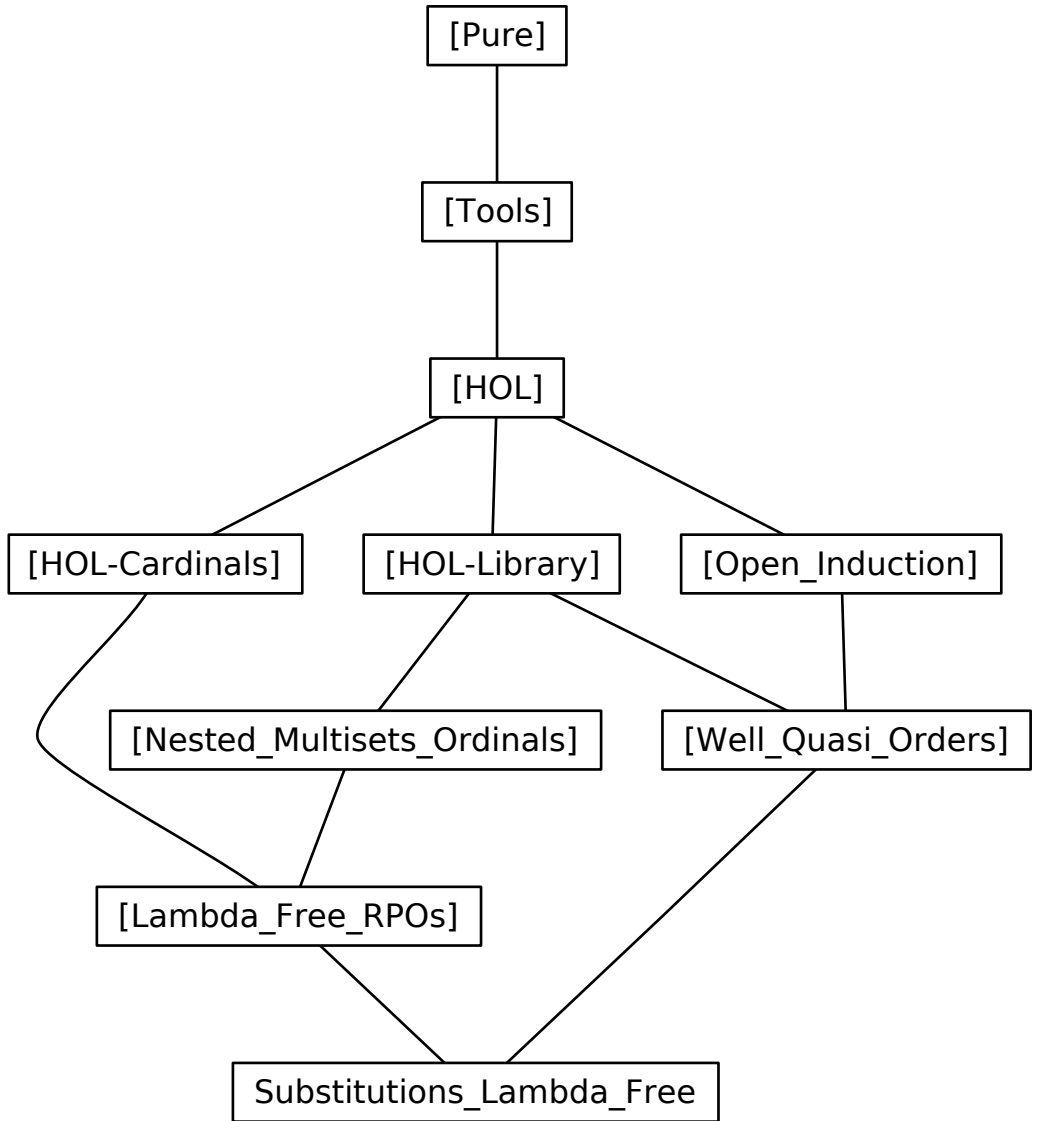 [Pure]
[Tools]
[HOL]
[HOL-Cardinals]
[HOL-Library]
[Open_Induction]
[Nested_Multisets_Ordinals]
[Well_Quasi_Orders]
[Lambda_Free_RPOs]
Substitutions_Lambda_Free